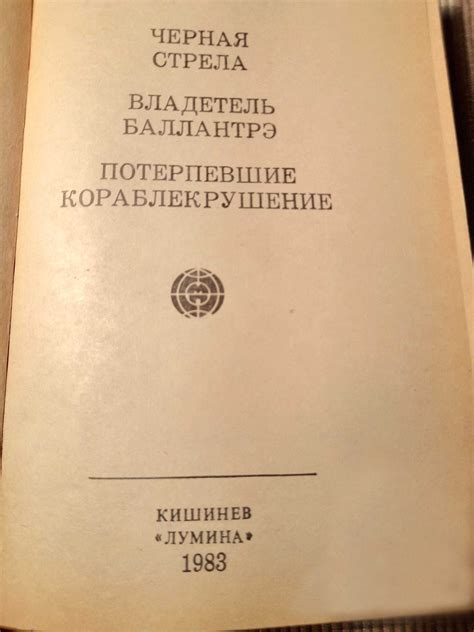 ЧЕРНАЯ
СТРЕЛА
ВЛАДЕТЕЛЬ
БАЛЛАНТРЭ
ПОТЕРПЕВШИЕ
КОРАБЛЕКРУШЕНИЕ
КИШИНЕВ
«ЛУМИНА»
1983